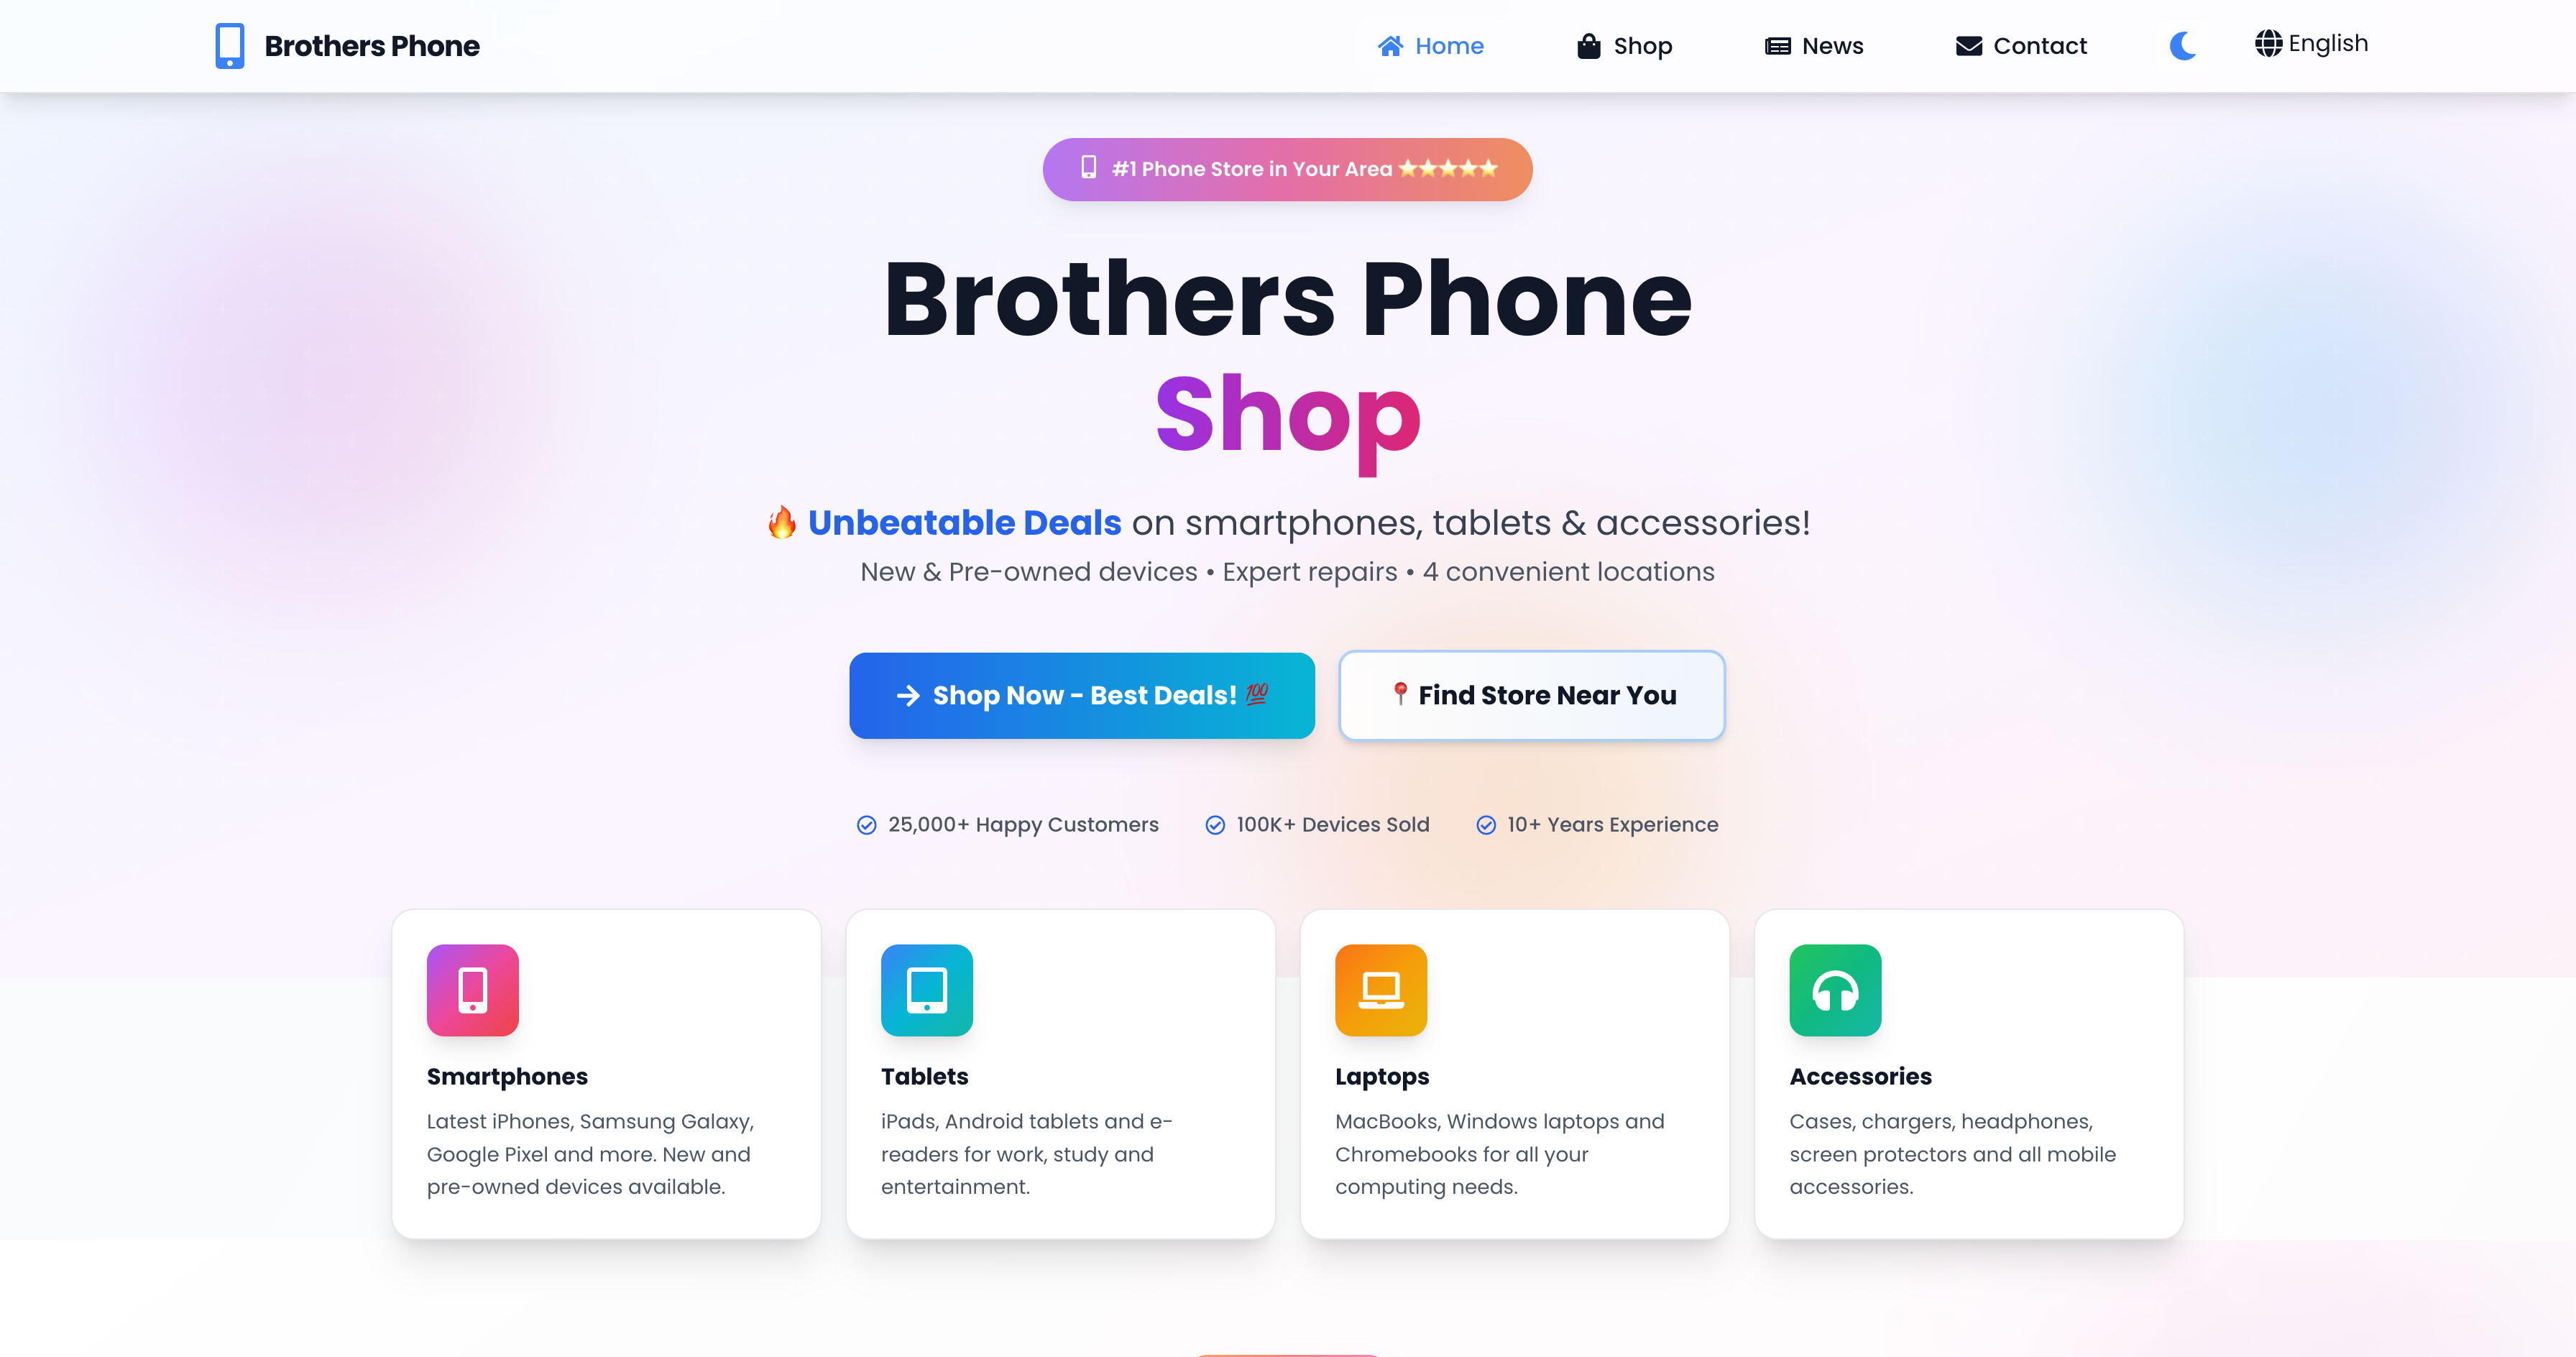 Brothers Phone
Home
Shop
News
Contact
English
#1 Phone Store in Your Area ⭐⭐⭐⭐⭐
Brothers Phone
Shop
🔥 Unbeatable Deals on smartphones, tablets & accessories!
New & Pre-owned devices • Expert repairs • 4 convenient locations
Shop Now - Best Deals! 💯
📍 Find Store Near You
25,000+ Happy Customers
100K+ Devices Sold
10+ Years Experience
Smartphones
Latest iPhones, Samsung Galaxy,
Google Pixel and more. New and
pre-owned devices available.
Tablets
iPads, Android tablets and e-
readers for work, study and
entertainment.
Laptops
MacBooks, Windows laptops and
Chromebooks for all your
computing needs.
Accessories
Cases, chargers, headphones,
screen protectors and all mobile
accessories.